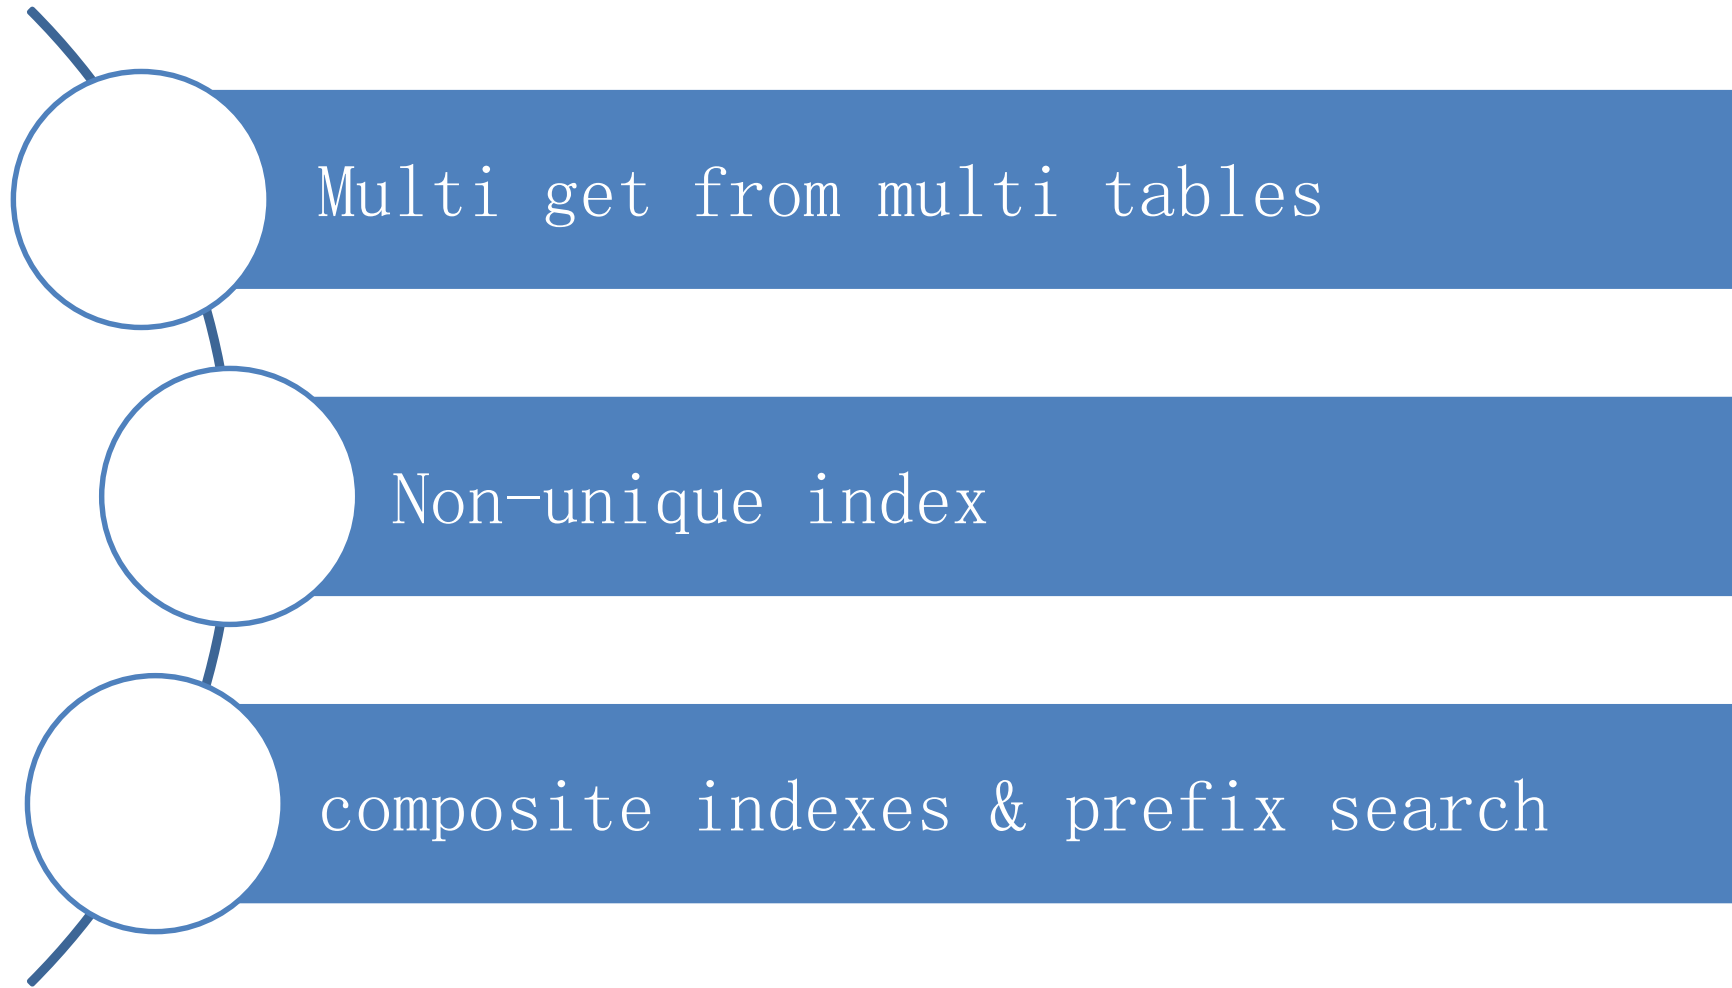 Multi get from multi tables
Non-unique index
composite indexes & prefix search